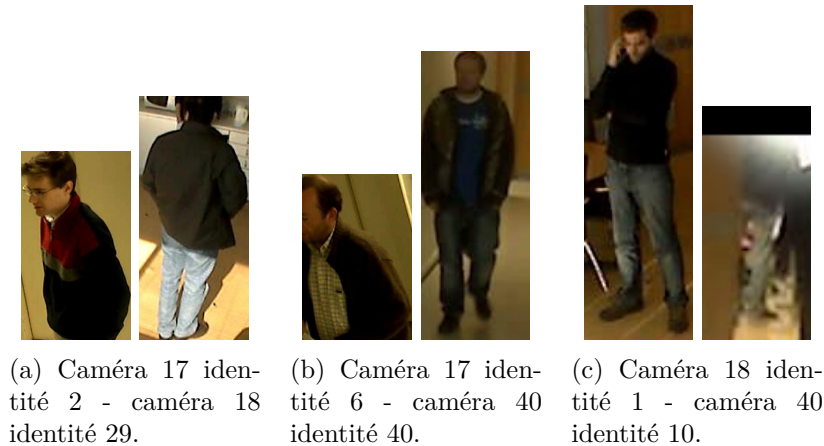 (a) Caméra 17 iden-
tité 2 - caméra 18
identité 29.
(b) Caméra 17 iden-
tité 6 - caméra 40
identité 40.
(c) Caméra 18 iden-
tité 1 - caméra 40
identité 10.